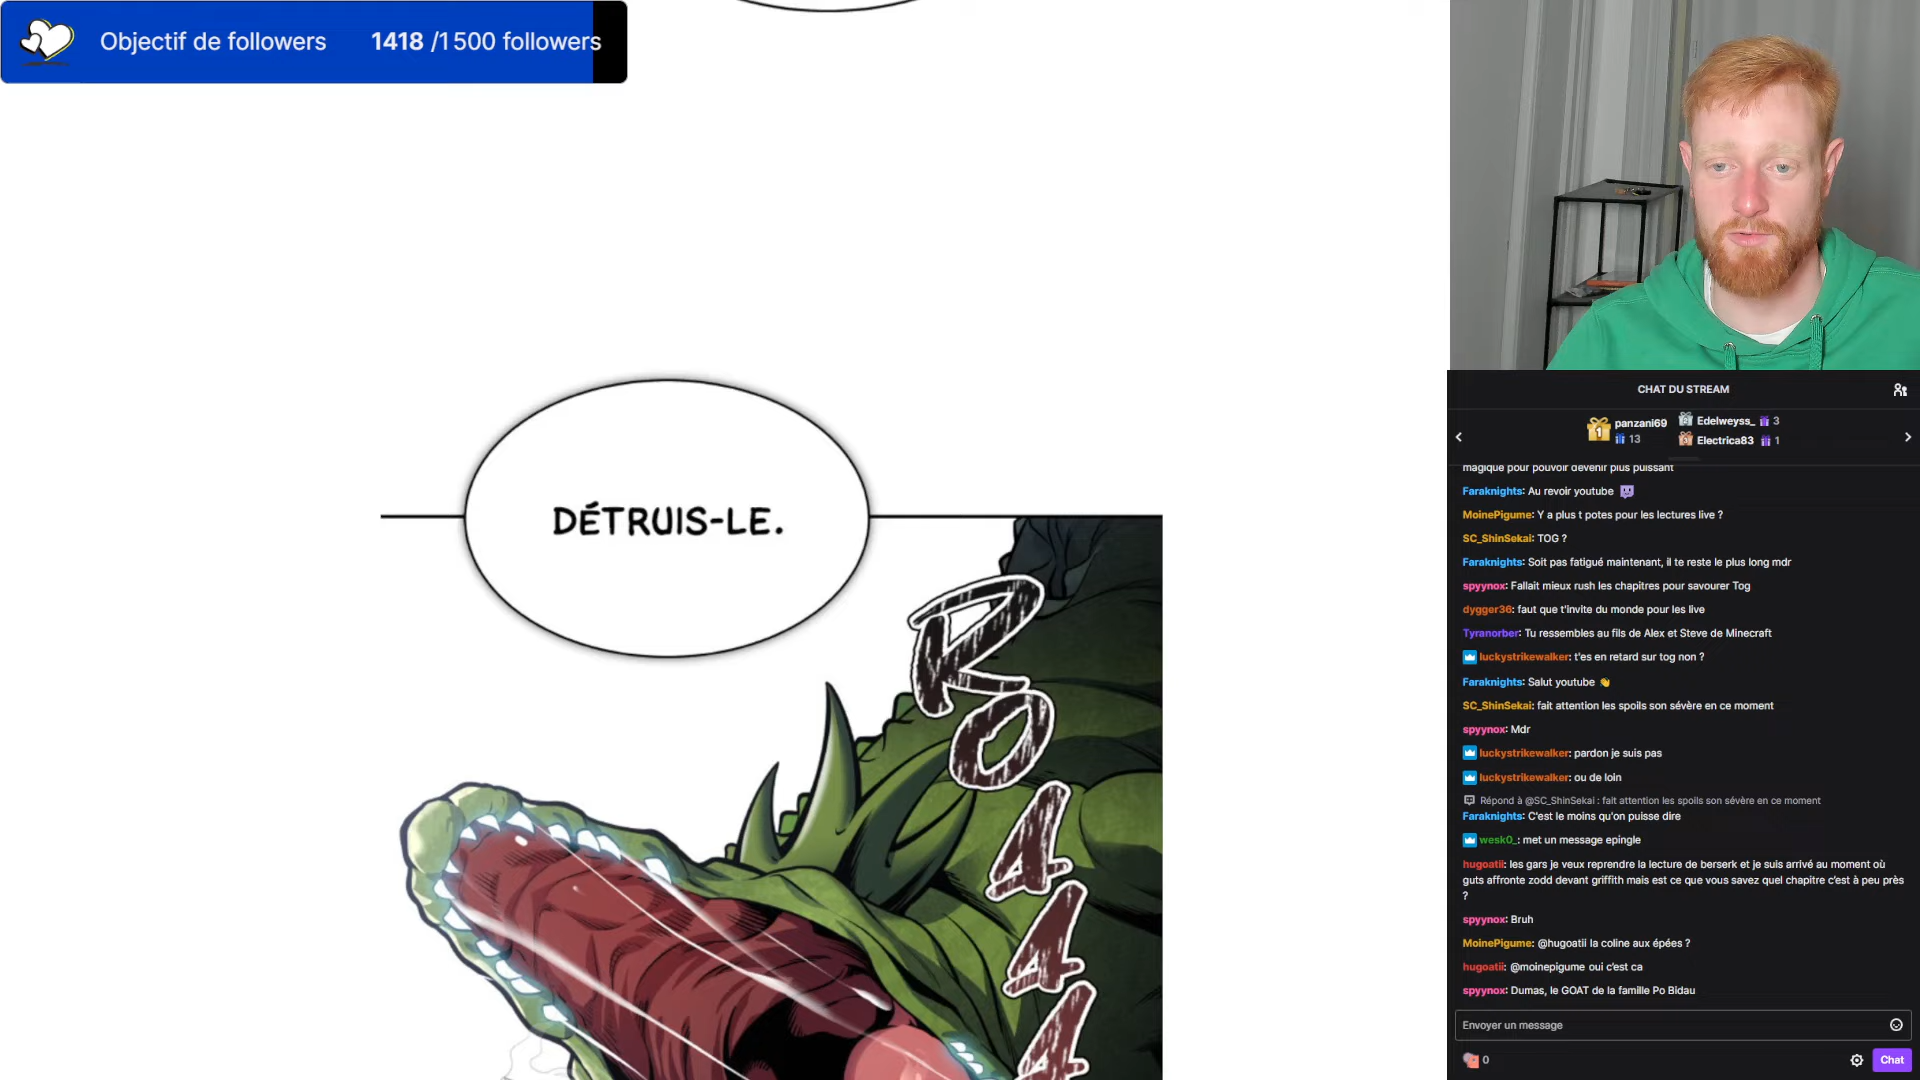 Objectif de followers 1418 /1500 followers
DÉTRUIS-LE.
ROAAA
CHAT DU STREAM
1 panzani69 13
Edelweyss_ 3
Electrica83 1
magique pour pouvoir devenir plus puissant
Faraknights: Au revoir youtube
MoinePigume: Y a plus t potes pour les lectures live ?
SC_ShinSekai: TOG ?
Faraknights: Soit pas fatigué maintenant, il te reste le plus long mdr
spyynox: Fallait mieux rush les chapitres pour savourer Tog
dygger36: faut que t'invite du monde pour les live
Tyranorber: Tu ressembles au fils de Alex et Steve de Minecraft
luckystrikewalker: t'es en retard sur tog non ?
Faraknights: Salut youtube 👋
SC_ShinSekai: fait attention les spoils son sévère en ce moment
spyynox: Mdr
luckystrikewalker: pardon je suis pas
luckystrikewalker: ou de loin
Répond à @SC_ShinSekai : fait attention les spoils son sévère en ce moment
Faraknights: C'est le moins qu'on puisse dire
wesk0_: met un message epingle
hugoatii: les gars je veux reprendre la lecture de berserk et je suis arrivé au moment où
guts affronte zodd devant griffith mais est ce que vous savez quel chapitre c'est à peu près
?
spyynox: Bruh
MoinePigume: @hugoatii la coline aux épées ?
hugoatii: @moinepigume oui c'est ca
spyynox: Dumas, le GOAT de la famille Po Bidau
Envoyer un message
0
Chat